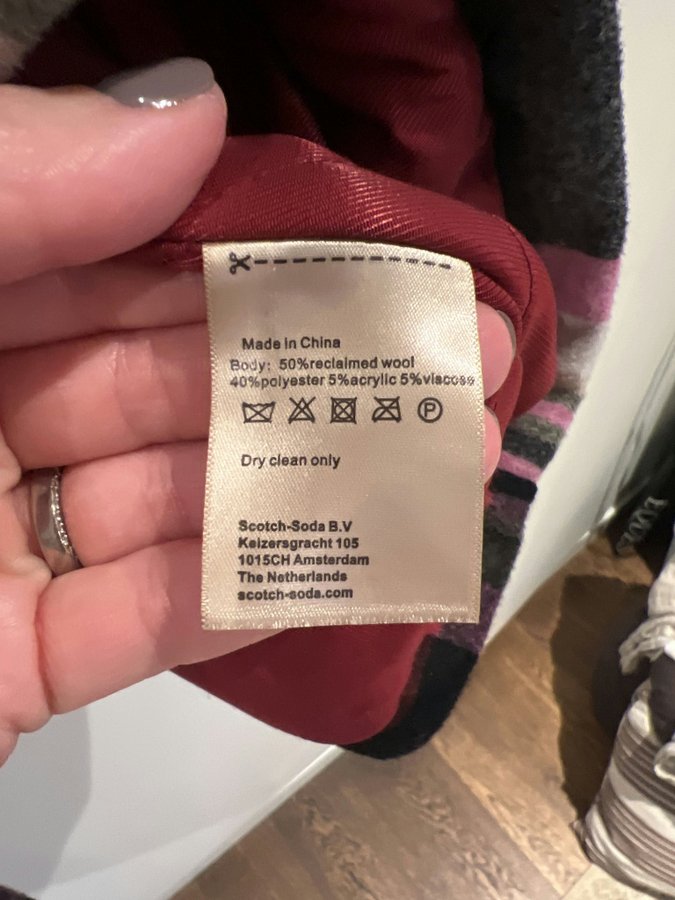 Made in China
Body: 50%reclaimed wool
40%polyester 5%acrylic 5%viscose
P
Dry clean only
Scotch-Soda B.V
Keizersgracht 105
1015CH Amsterdam
The Netherlands
scotch-soda.com